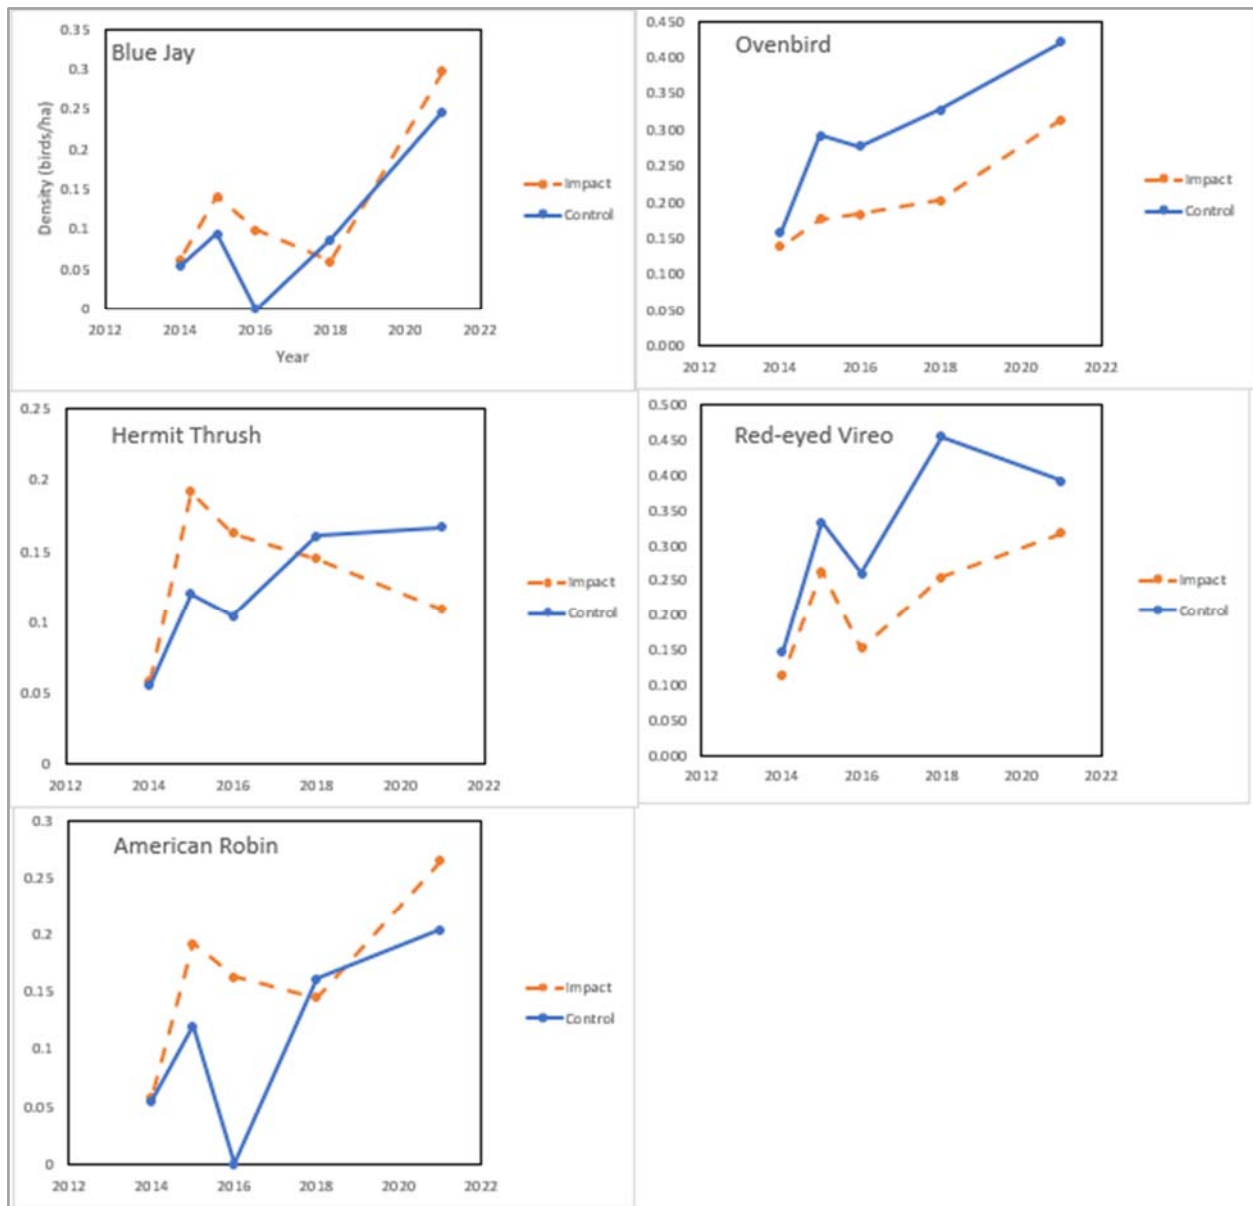 Blue Jay
Density (birds/ha)
0.35
0.3
0.25
0.2
0.15
0.1
0.05
0
2012 2014 2016 2018 2020 2022
Year
Impact
Control
Ovenbird
0.450
0.400
0.350
0.300
0.250
0.200
0.150
0.100
0.050
0.000
2012 2014 2016 2018 2020 2022
Impact
Control
Hermit Thrush
0.25
0.2
0.15
0.1
0.05
0
2012 2014 2016 2018 2020 2022
Impact
Control
Red-eyed Vireo
0.500
0.450
0.400
0.350
0.300
0.250
0.200
0.150
0.100
0.050
0.000
2012 2014 2016 2018 2020 2022
Impact
Control
American Robin
0.3
0.25
0.2
0.15
0.1
0.05
0
2012 2014 2016 2018 2020 2022
Impact
Control